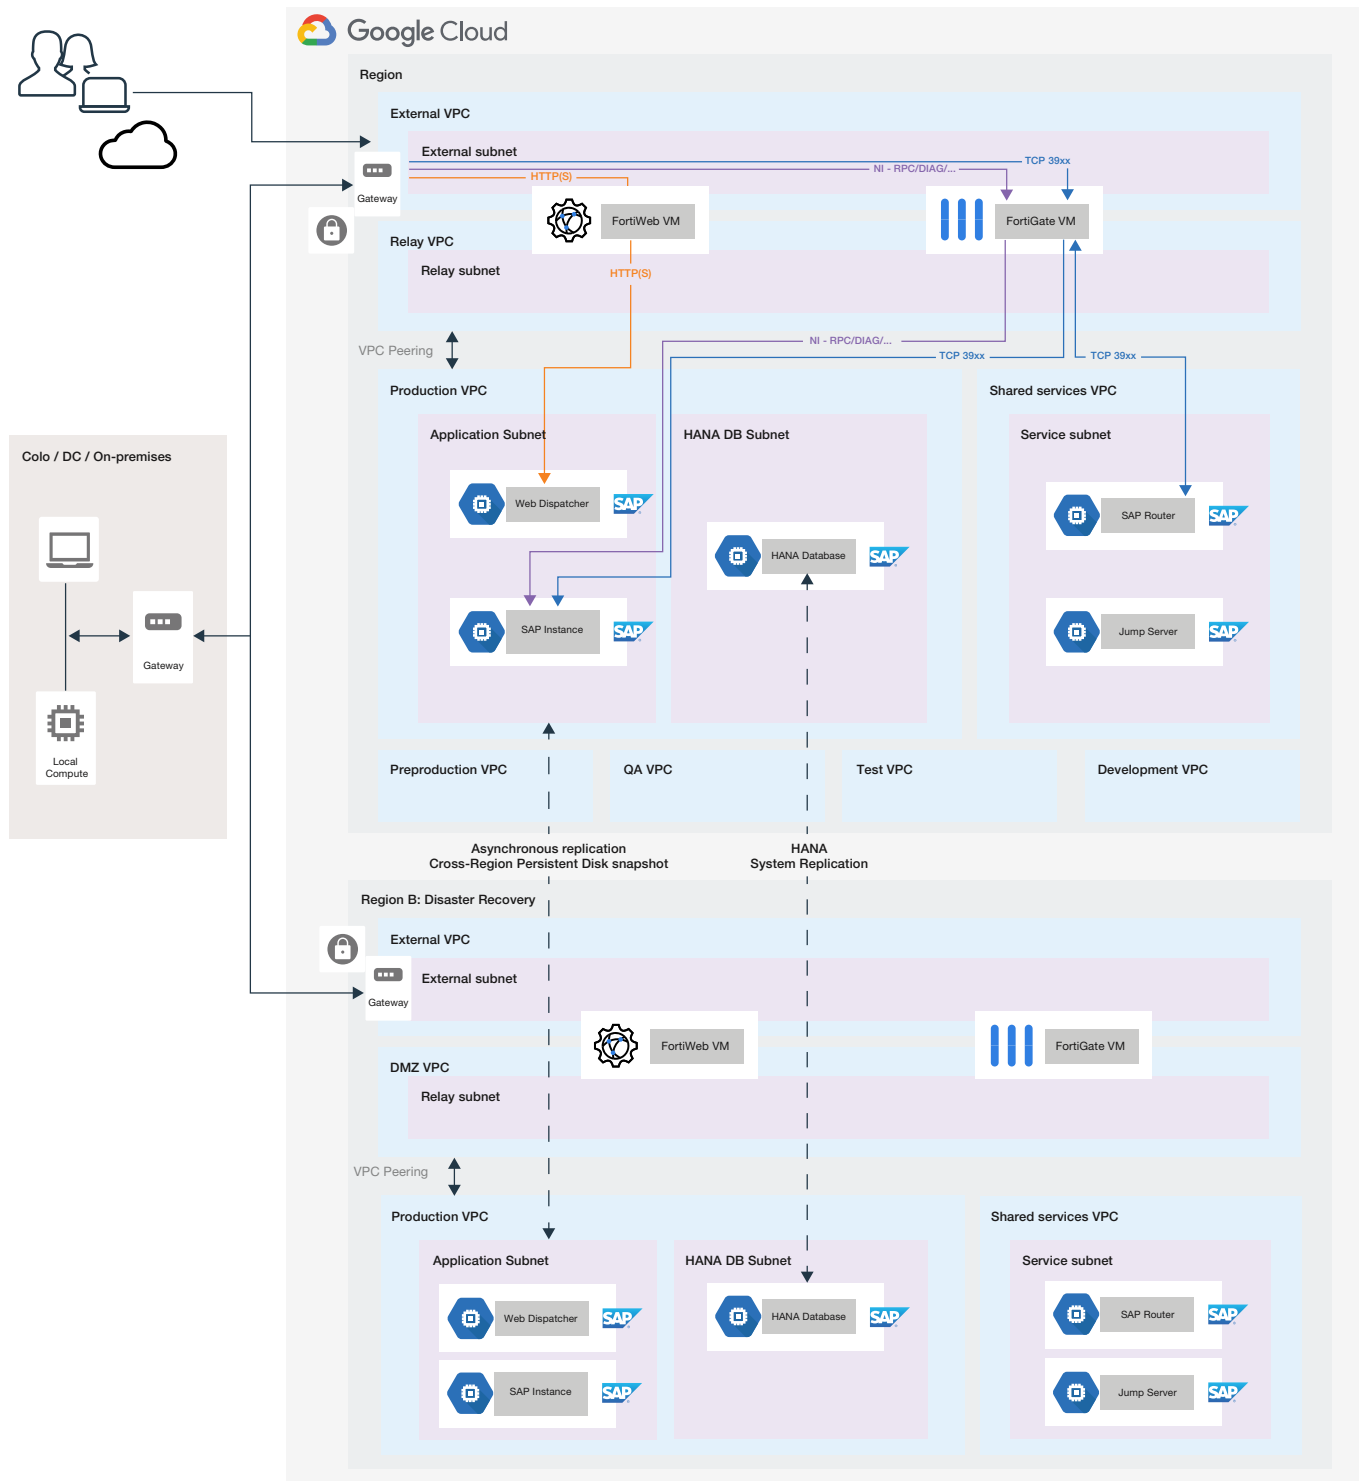 Google Cloud
Region
External VPC
External subnet
TCP 39xx
NI - RPC/DIAG/...
HTTP(S)
Gateway
FortiWeb VM
FortiGate VM
Relay VPC
Relay subnet
HTTP(S)
NI - RPC/DIAG/...
VPC Peering
TCP 39xx
TCP 39xx
Production VPC
Shared services VPC
Application Subnet
HANA DB Subnet
Service subnet
Colo / DC / On-premises
Web Dispatcher
SAP
SAP Router
SAP
HANA Database
SAP
SAP Instance
SAP
Jump Server
SAP
Gateway
Local
Compute
Preproduction VPC
QA VPC
Test VPC
Development VPC
Asynchronous replication
Cross-Region Persistent Disk snapshot
HANA
System Replication
Region B: Disaster Recovery
External VPC
External subnet
Gateway
FortiWeb VM
FortiGate VM
DMZ VPC
Relay subnet
VPC Peering
Production VPC
Shared services VPC
Application Subnet
HANA DB Subnet
Service subnet
Web Dispatcher
SAP
HANA Database
SAP
SAP Router
SAP
SAP Instance
SAP
Jump Server
SAP